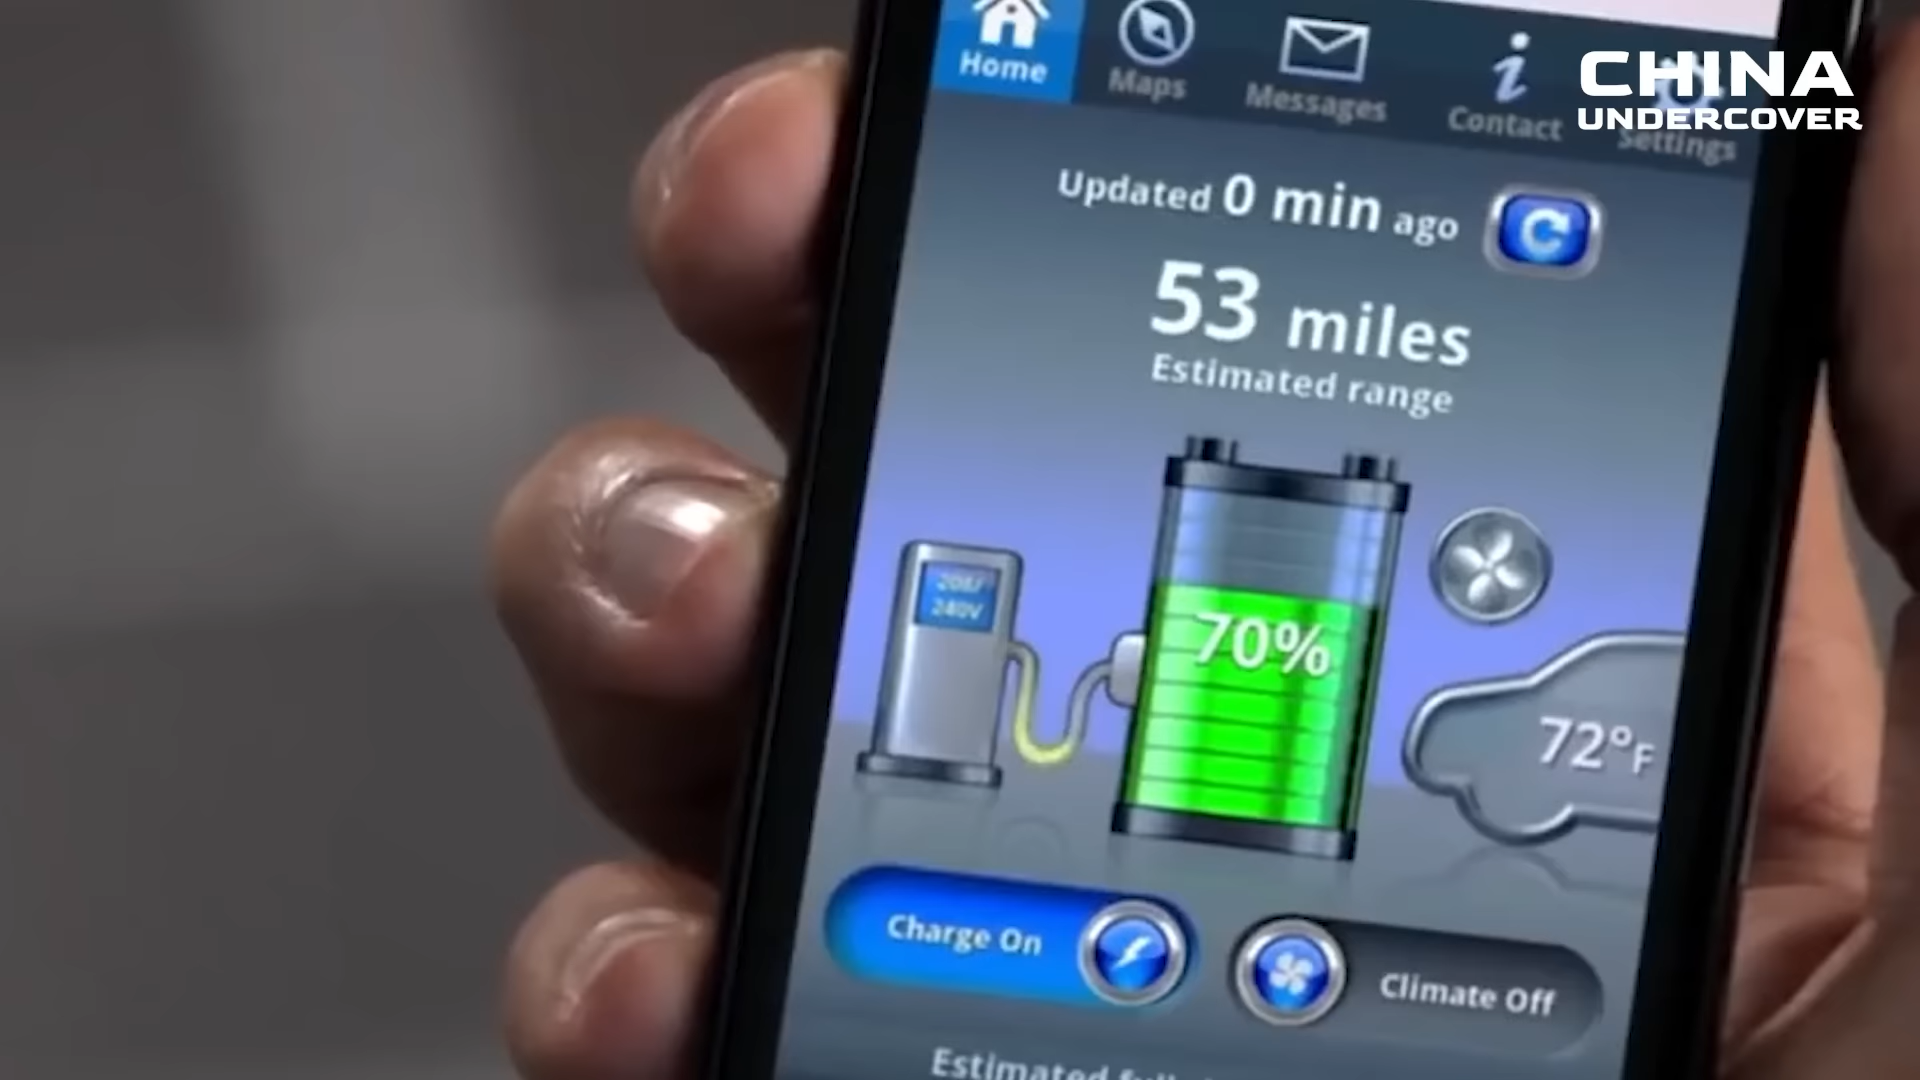 CHINA
UNDERCOVER
Home
Maps
Messages
Contact
Settings
Updated 0 min ago
53 miles
Estimated range
208/
240V
70%
72°F
Charge On
Climate Off
Estimated